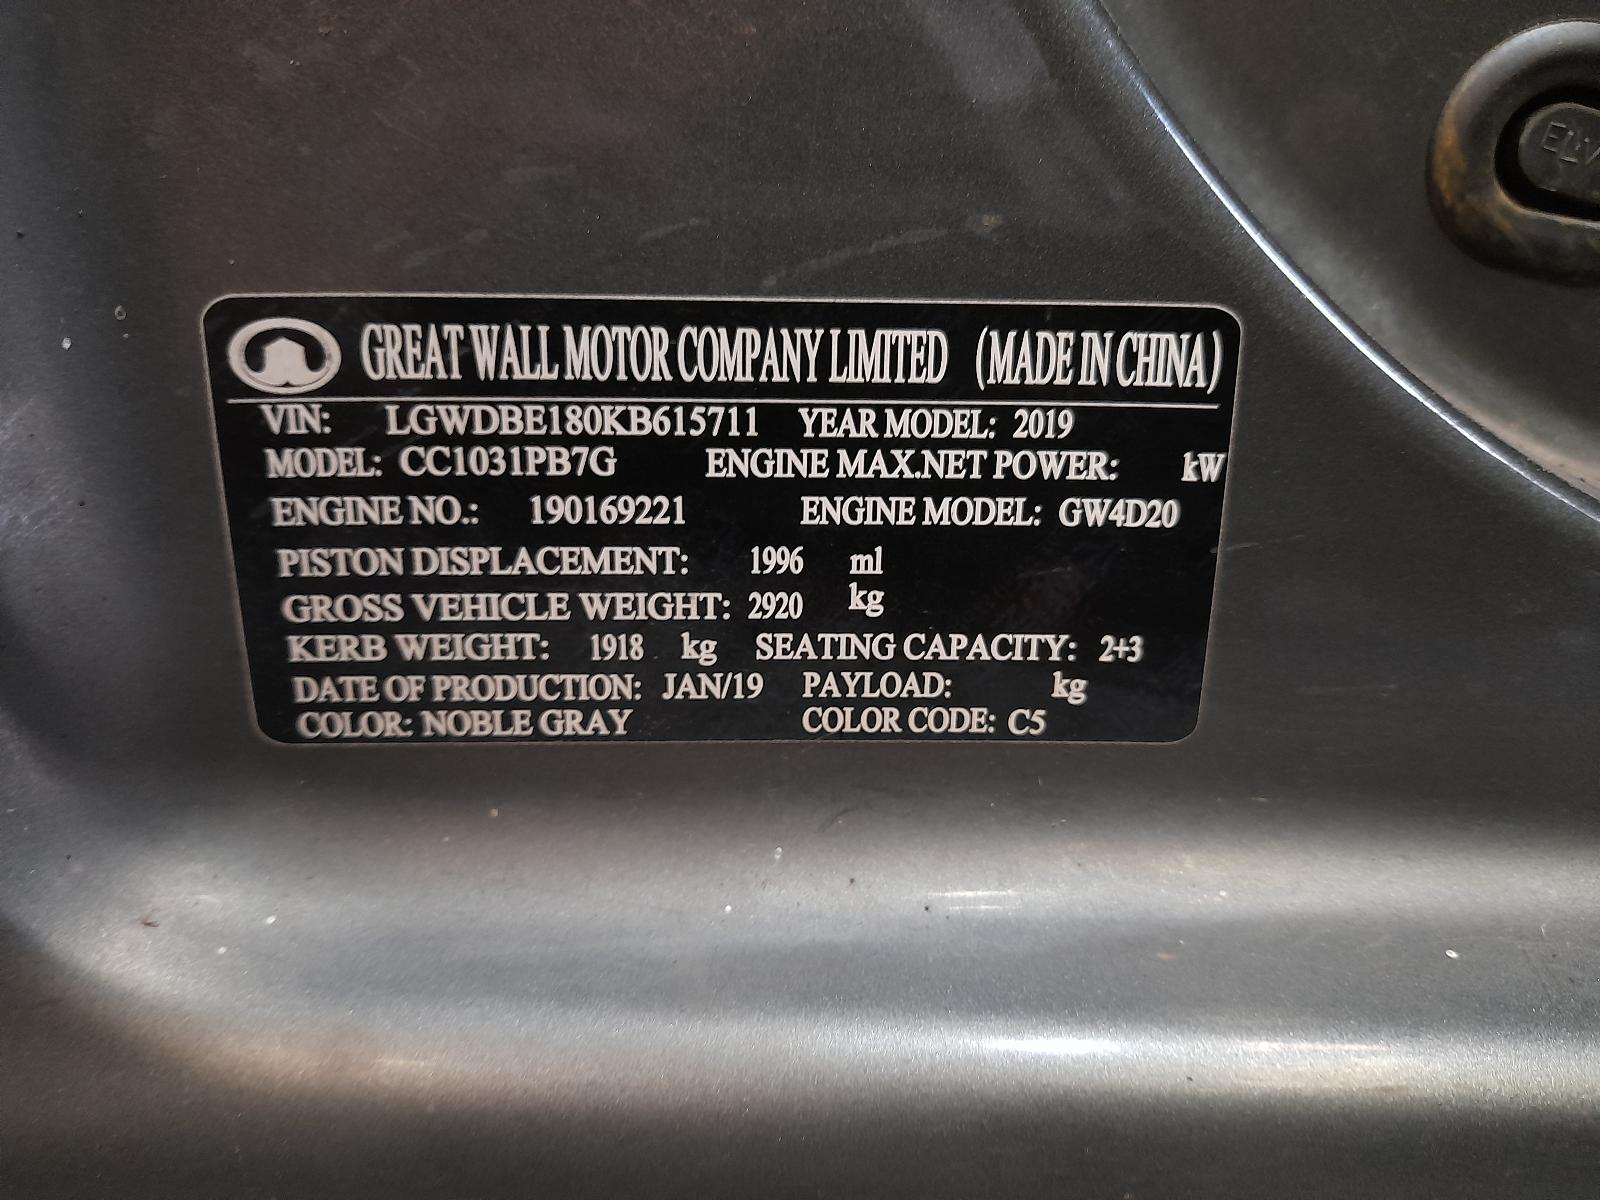 GREAT WALL MOTOR COMPANY LIMITED (MADE IN CHINA)
VIN: LGWDBE180KB615711 YEAR MODEL: 2019
MODEL: CC1031PB7G ENGINE MAX.NET POWER: kW
ENGINE NO.: 190169221 ENGINE MODEL: GW4D20
PISTON DISPLACEMENT: 1996 ml
GROSS VEHICLE WEIGHT: 2920 kg
KERB WEIGHT: 1918 kg SEATING CAPACITY: 2+3
DATE OF PRODUCTION: JAN/19 PAYLOAD: kg
COLOR: NOBLE GRAY COLOR CODE: C5